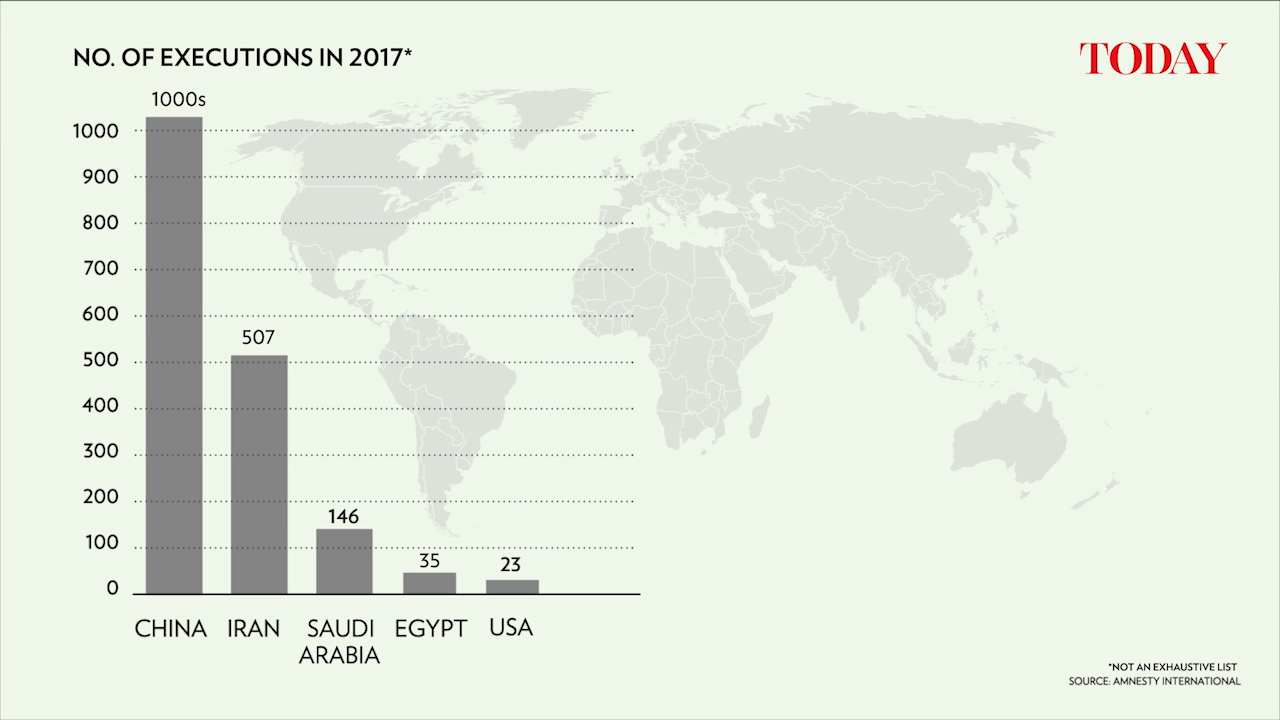 NO. OF EXECUTIONS IN 2017*
TODAY
1000s
1000
900
800
700
600
507
500
400
300
200
146
100
35
23
0
CHINA IRAN SAUDI EGYPT USA
ARABIA
*NOT AN EXHAUSTIVE LIST
SOURCE: AMNESTY INTERNATIONAL